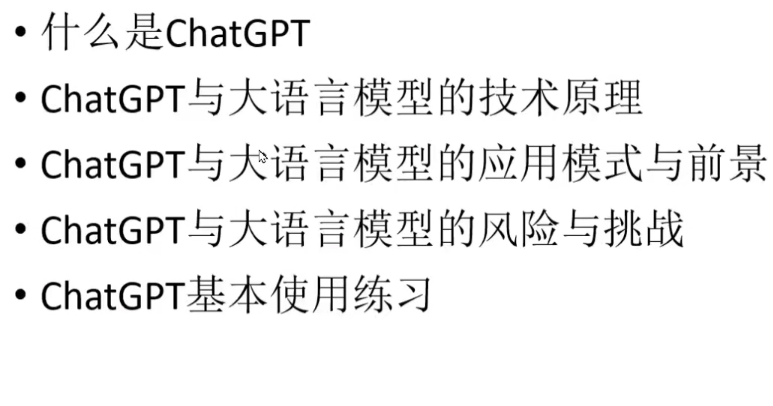 • 什么是ChatGPT
• ChatGPT与大语言模型的技术原理
• ChatGPT与大语言模型的应用模式与前景
• ChatGPT与大语言模型的风险与挑战
• ChatGPT基本使用练习